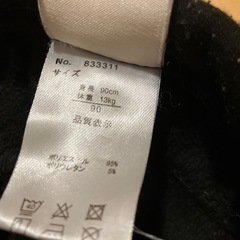 No. 833311
サイズ
身長 90cm
体重 13kg
90
品質表示
ポリエステル 95%
ポリウレタン 5%